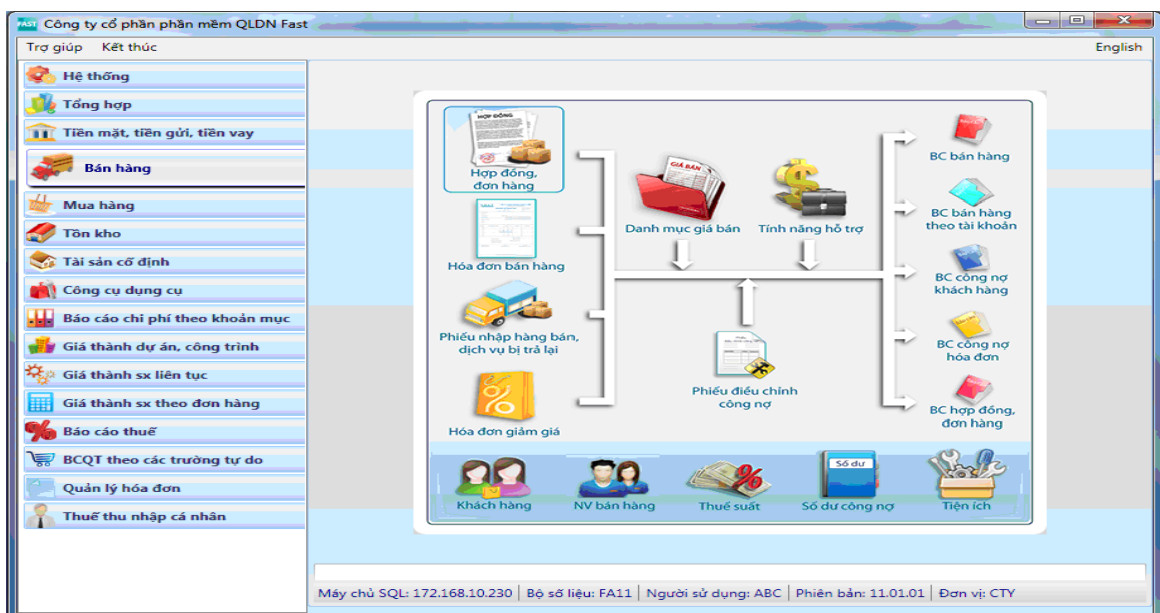 FAST Công ty cổ phần phần mềm QLDN Fast
Trợ giúp Kết thúc English
Hệ thống
Tổng hợp
Tiền mặt, tiền gửi, tiền vay
Bán hàng
Mua hàng
Tồn kho
Tài sản cố định
Công cụ dụng cụ
Báo cáo chi phí theo khoản mục
Giá thành dự án, công trình
Giá thành sx liên tục
Giá thành sx theo đơn hàng
Báo cáo thuế
BCQT theo các trường tự do
Quản lý hóa đơn
Thuế thu nhập cá nhân
HỢP ĐỒNG
Hợp đồng,
đơn hàng
Hóa đơn bán hàng
Phiếu nhập hàng bán,
dịch vụ bị trả lại
Hóa đơn giảm giá
GIÁ BÁN
Danh mục giá bán
Tính năng hỗ trợ
Phiếu điều chỉnh
công nợ
BC bán hàng
BC bán hàng
theo tài khoản
BC công nợ
khách hàng
BC công nợ
hóa đơn
BC hợp đồng,
đơn hàng
Khách hàng
NV bán hàng
Thuế suất
Số dư
Số dư công nợ
Tiện ích
Máy chủ SQL: 172.168.10.230 Bộ số liệu: FA11 Người sử dụng: ABC Phiên bản: 11.01.01 Đơn vị: CTY